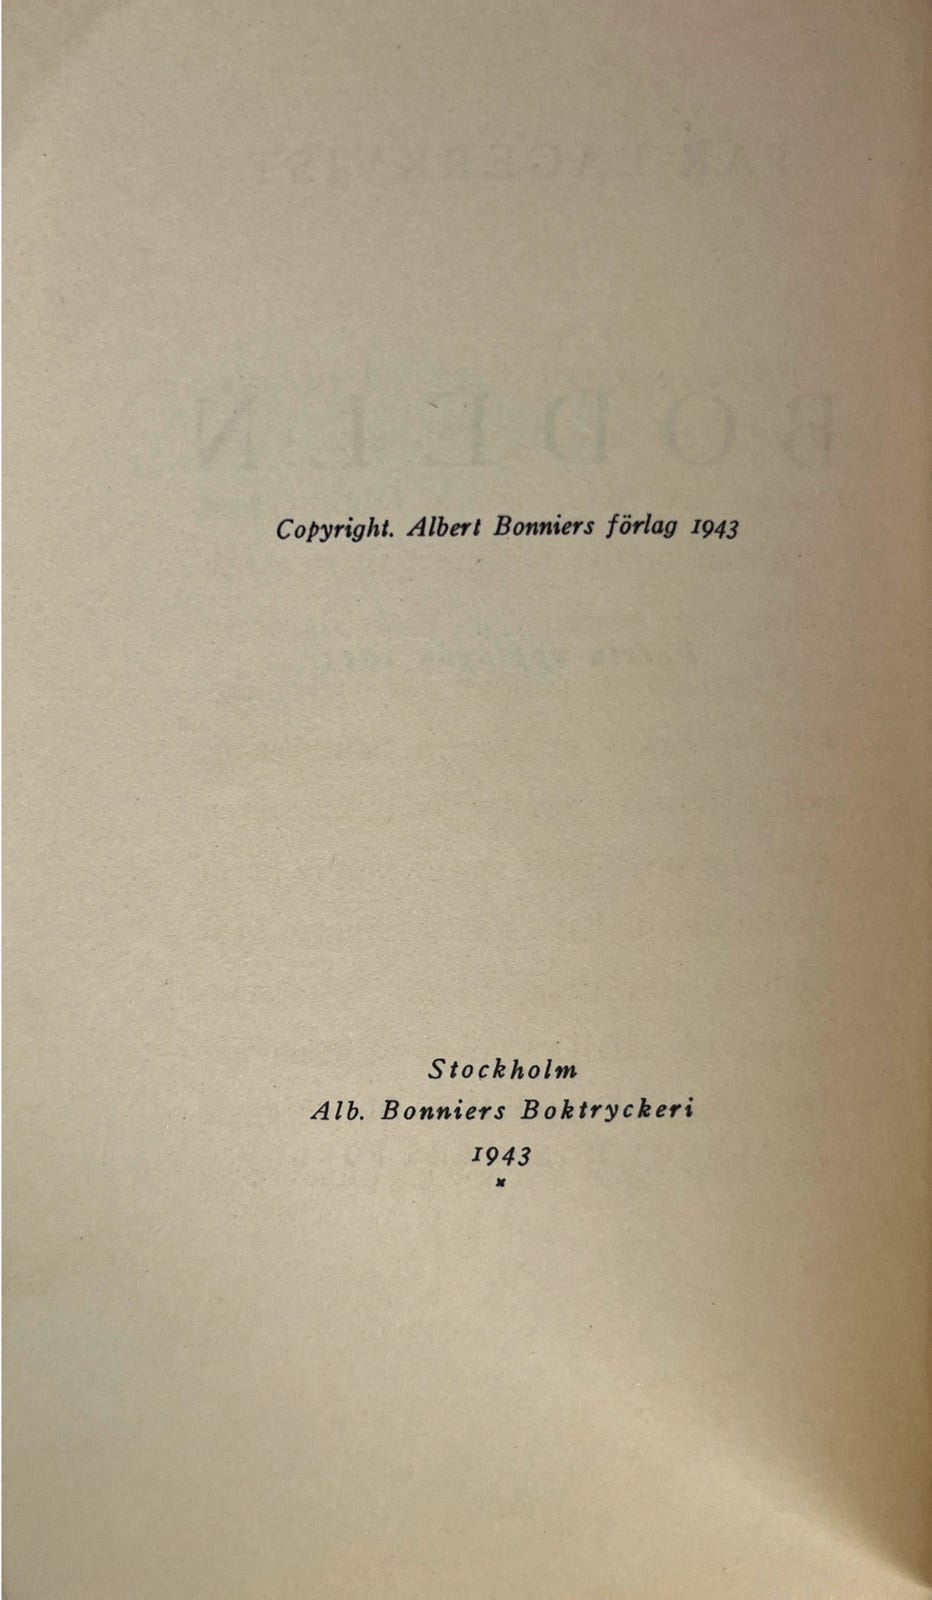 Copyright. Albert Bonniers förlag 1943
Stockholm
Alb. Bonniers Boktryckeri
1943